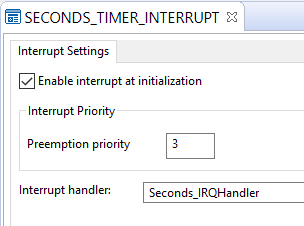 SECONDS_TIMER_INTERRUPT
Interrupt Settings
Enable interrupt at initialization
Interrupt Priority
Preemption priority 3
Interrupt handler: Seconds_IRQHandler